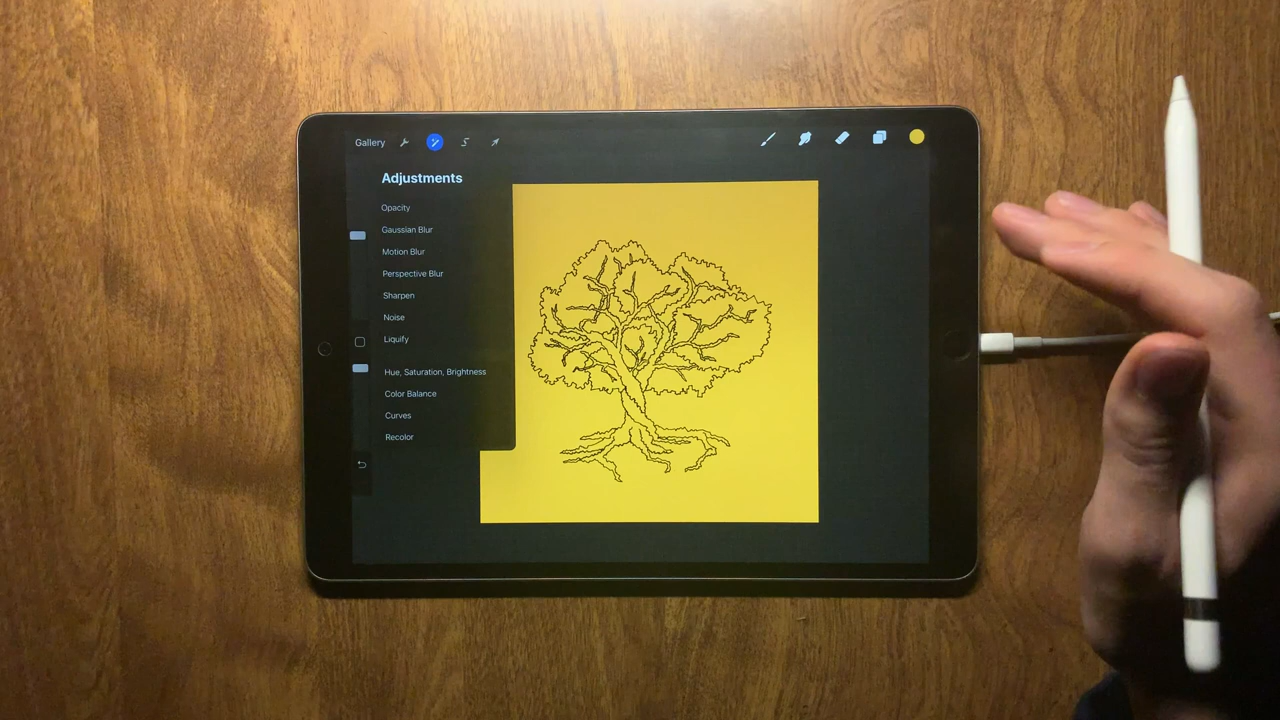 Gallery
Adjustments
Opacity
Gaussian Blur
Motion Blur
Perspective Blur
Sharpen
Noise
Liquify
Hue, Saturation, Brightness
Color Balance
Curves
Recolor